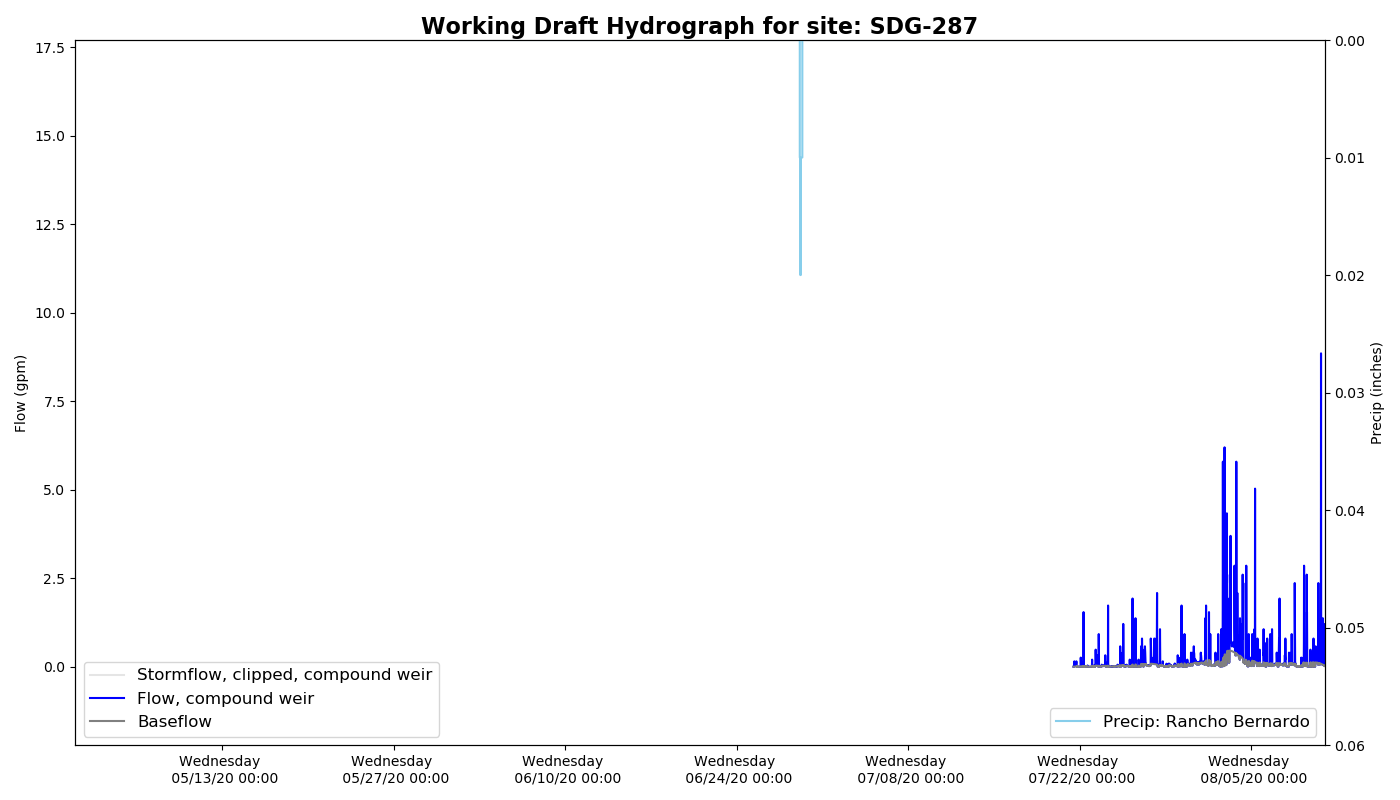 Working Draft Hydrograph for site: SDG-287
17.5
15.0
12.5
10.0
7.5
5.0
2.5
0.0
Flow (gpm)
0.00
0.01
0.02
0.03
0.04
0.05
0.06
Precip (inches)
Stormflow, clipped, compound weir
Flow, compound weir
Baseflow
Precip: Rancho Bernardo
Wednesday
05/13/20 00:00
Wednesday
05/27/20 00:00
Wednesday
06/10/20 00:00
Wednesday
06/24/20 00:00
Wednesday
07/08/20 00:00
Wednesday
07/22/20 00:00
Wednesday
08/05/20 00:00